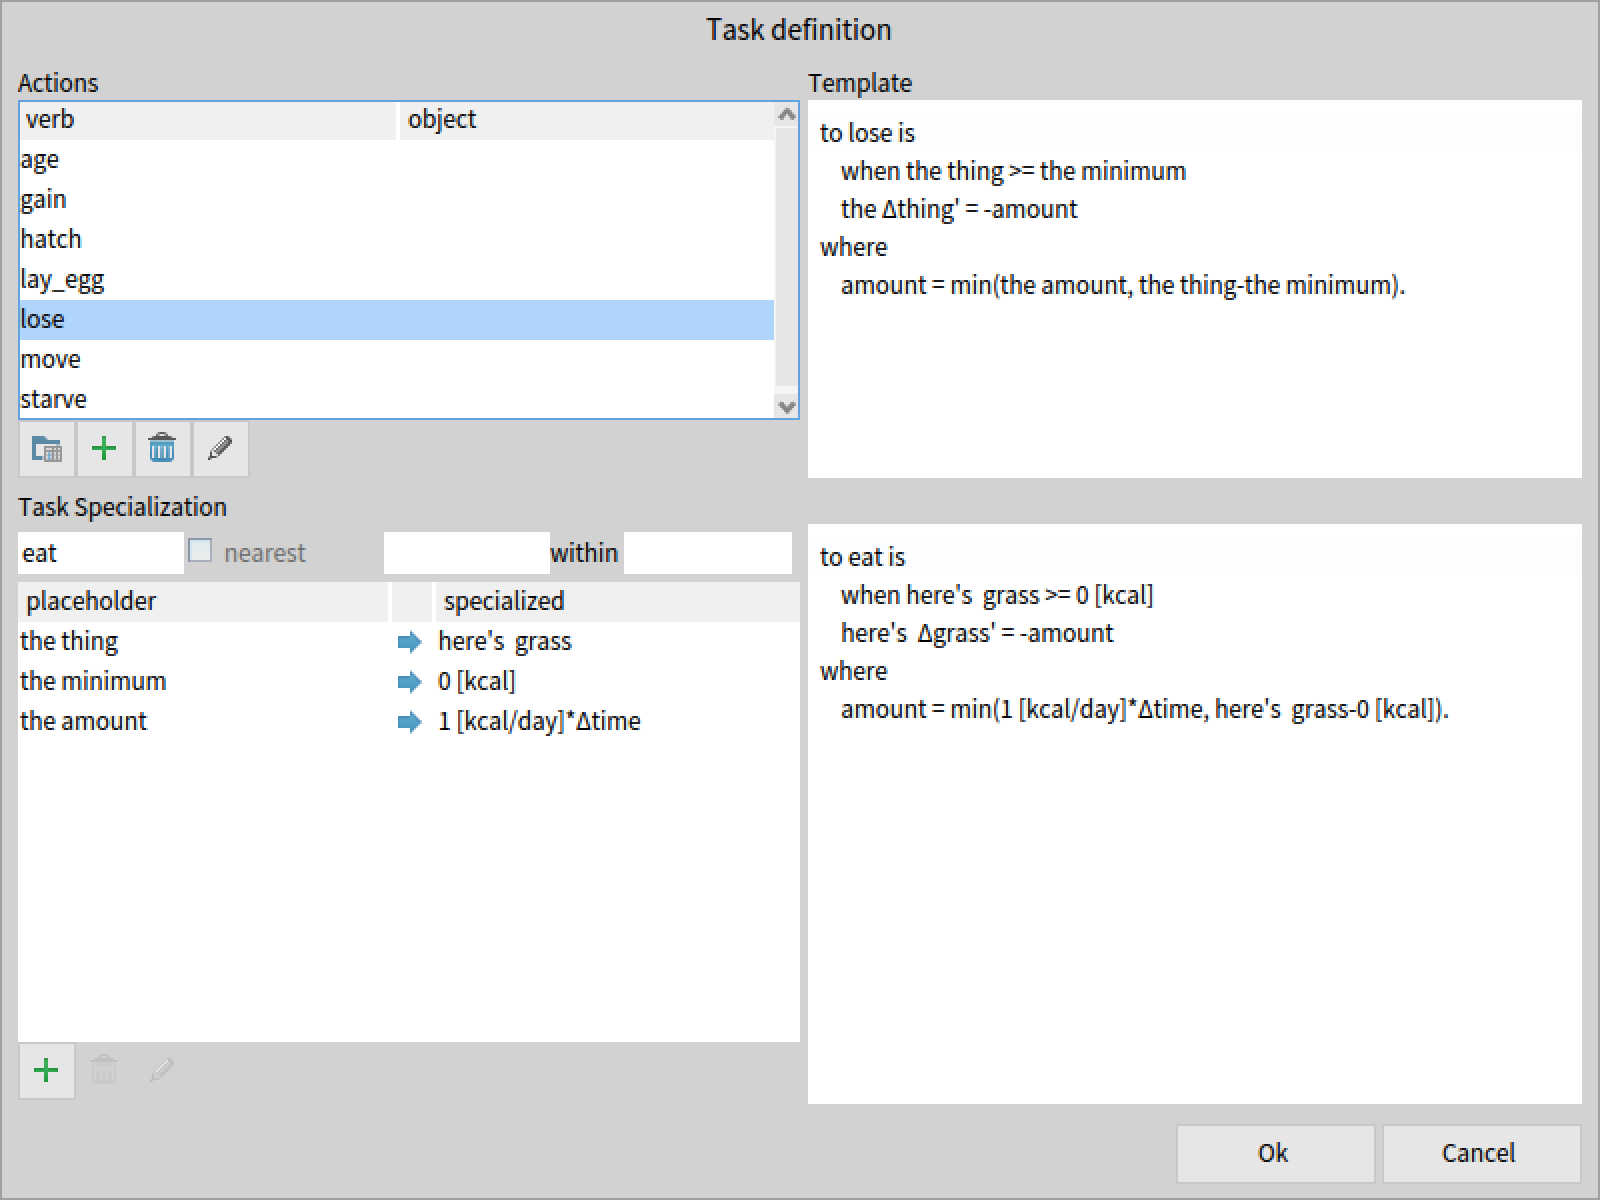 Task definition
Actions
verb object
age
gain
hatch
lay_egg
lose
move
starve
Template
to lose is
when the thing >= the minimum
the Δthing' = -amount
where
amount = min(the amount, the thing-the minimum).
Task Specialization
eat nearest within
placeholder specialized
the thing here's  grass
the minimum 0 [kcal]
the amount 1 [kcal/day]*Δtime
to eat is
when here's  grass >= 0 [kcal]
here's  Δgrass' = -amount
where
amount = min(1 [kcal/day]*Δtime, here's  grass-0 [kcal]).
Ok Cancel